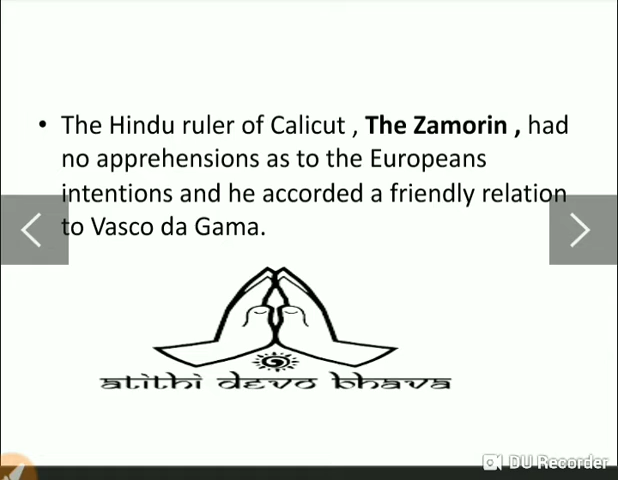 • The Hindu ruler of Calicut , The Zamorin , had
no apprehensions as to the Europeans
intentions and he accorded a friendly relation
to Vasco da Gama.
atithi devo bhava
DU Recorder